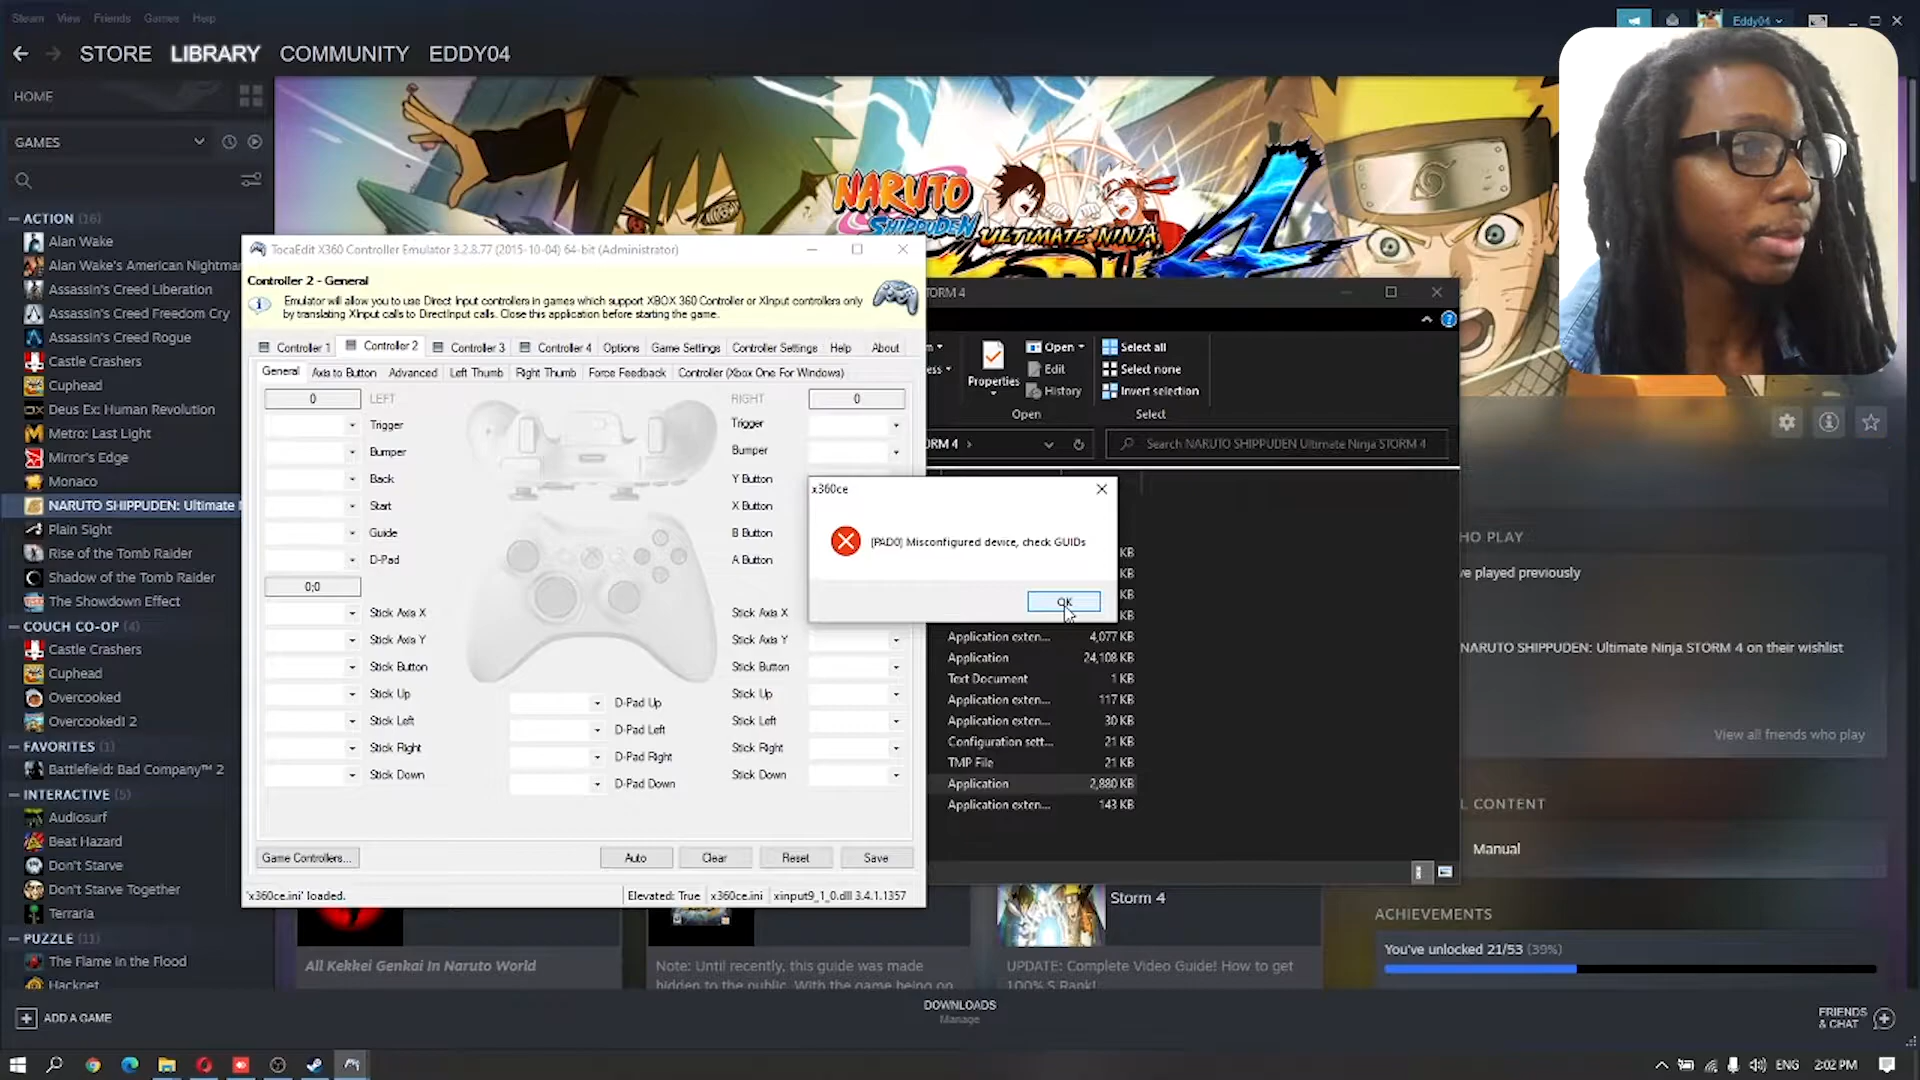 Steam View Friends Games Help
Eddy04
STORE LIBRARY COMMUNITY EDDY04
HOME
GAMES
ACTION (16)
Alan Wake
Alan Wake's American Nightmar
Assassin's Creed Liberation
Assassin's Creed Freedom Cry
Assassin's Creed Rogue
Castle Crashers
Cuphead
Deus Ex: Human Revolution
Metro: Last Light
Mirror's Edge
Monaco
NARUTO SHIPPUDEN: Ultimate N
Plain Sight
Rise of the Tomb Raider
Shadow of the Tomb Raider
The Showdown Effect
COUCH CO-OP (4)
Castle Crashers
Cuphead
Overcooked
Overcooked! 2
FAVORITES (1)
Battlefield: Bad Company™ 2
INTERACTIVE (5)
Audiosurf
Beat Hazard
Don't Starve
Don't Starve Together
Terraria
PUZZLE (11)
The Flame in the Flood
Hacknet
ADD A GAME
NARUTO
SHIPPUDEN
ULTIMATE NINJA
4
TocaEdit X360 Controller Emulator 3.2.8.77 (2015-10-04) 64-bit (Administrator)
Controller 2 - General
Emulator will allow you to use Direct Input controllers in games which support XBOX 360 Controller or XInput controllers only
by translating XInput calls to DirectInput calls. Close this application before starting the game.
Controller 1 Controller 2 Controller 3 Controller 4 Options Game Settings Controller Settings Help About
General Axis to Button Advanced Left Thumb Right Thumb Force Feedback Controller (Xbox One For Windows)
0 LEFT RIGHT 0
Trigger Trigger
Bumper Bumper
Back Y Button
Start X Button
Guide B Button
D-Pad A Button
0;0
Stick Axis X Stick Axis X
Stick Axis Y Stick Axis Y
Stick Button Stick Button
Stick Up D-Pad Up Stick Up
Stick Left D-Pad Left Stick Left
Stick Right D-Pad Right Stick Right
Stick Down D-Pad Down Stick Down
Game Controllers... Auto Clear Reset Save
'x360ce.ini' loaded. Elevated: True x360ce.ini xinput9_1_0.dll 3.4.1.1357
x360ce
[PAD0] Misconfigured device, check GUIDs
OK
TORM 4
Properties
Open
Edit
History
Open
Select all
Select none
Invert selection
Select
ORM 4
Search NARUTO SHIPPUDEN Ultimate Ninja STORM 4
KB
KB
KB
KB
Application exten... 4,077 KB
Application 24,108 KB
Text Document 1 KB
Application exten... 117 KB
Application exten... 30 KB
Configuration sett... 21 KB
TMP File 21 KB
Application 2,880 KB
Application exten... 143 KB
HO PLAY
ve played previously
NARUTO SHIPPUDEN: Ultimate Ninja STORM 4 on their wishlist
View all friends who play
L CONTENT
Manual
ACHIEVEMENTS
You've unlocked 21/53 (39%)
Storm 4
All Kekkei Genkai In Naruto World
Note: Until recently, this guide was made
hidden to the public. With the game being on
UPDATE: Complete Video Guide! How to get
100% S Rank!
DOWNLOADS
Manage
FRIENDS
& CHAT
ENG 2:02 PM